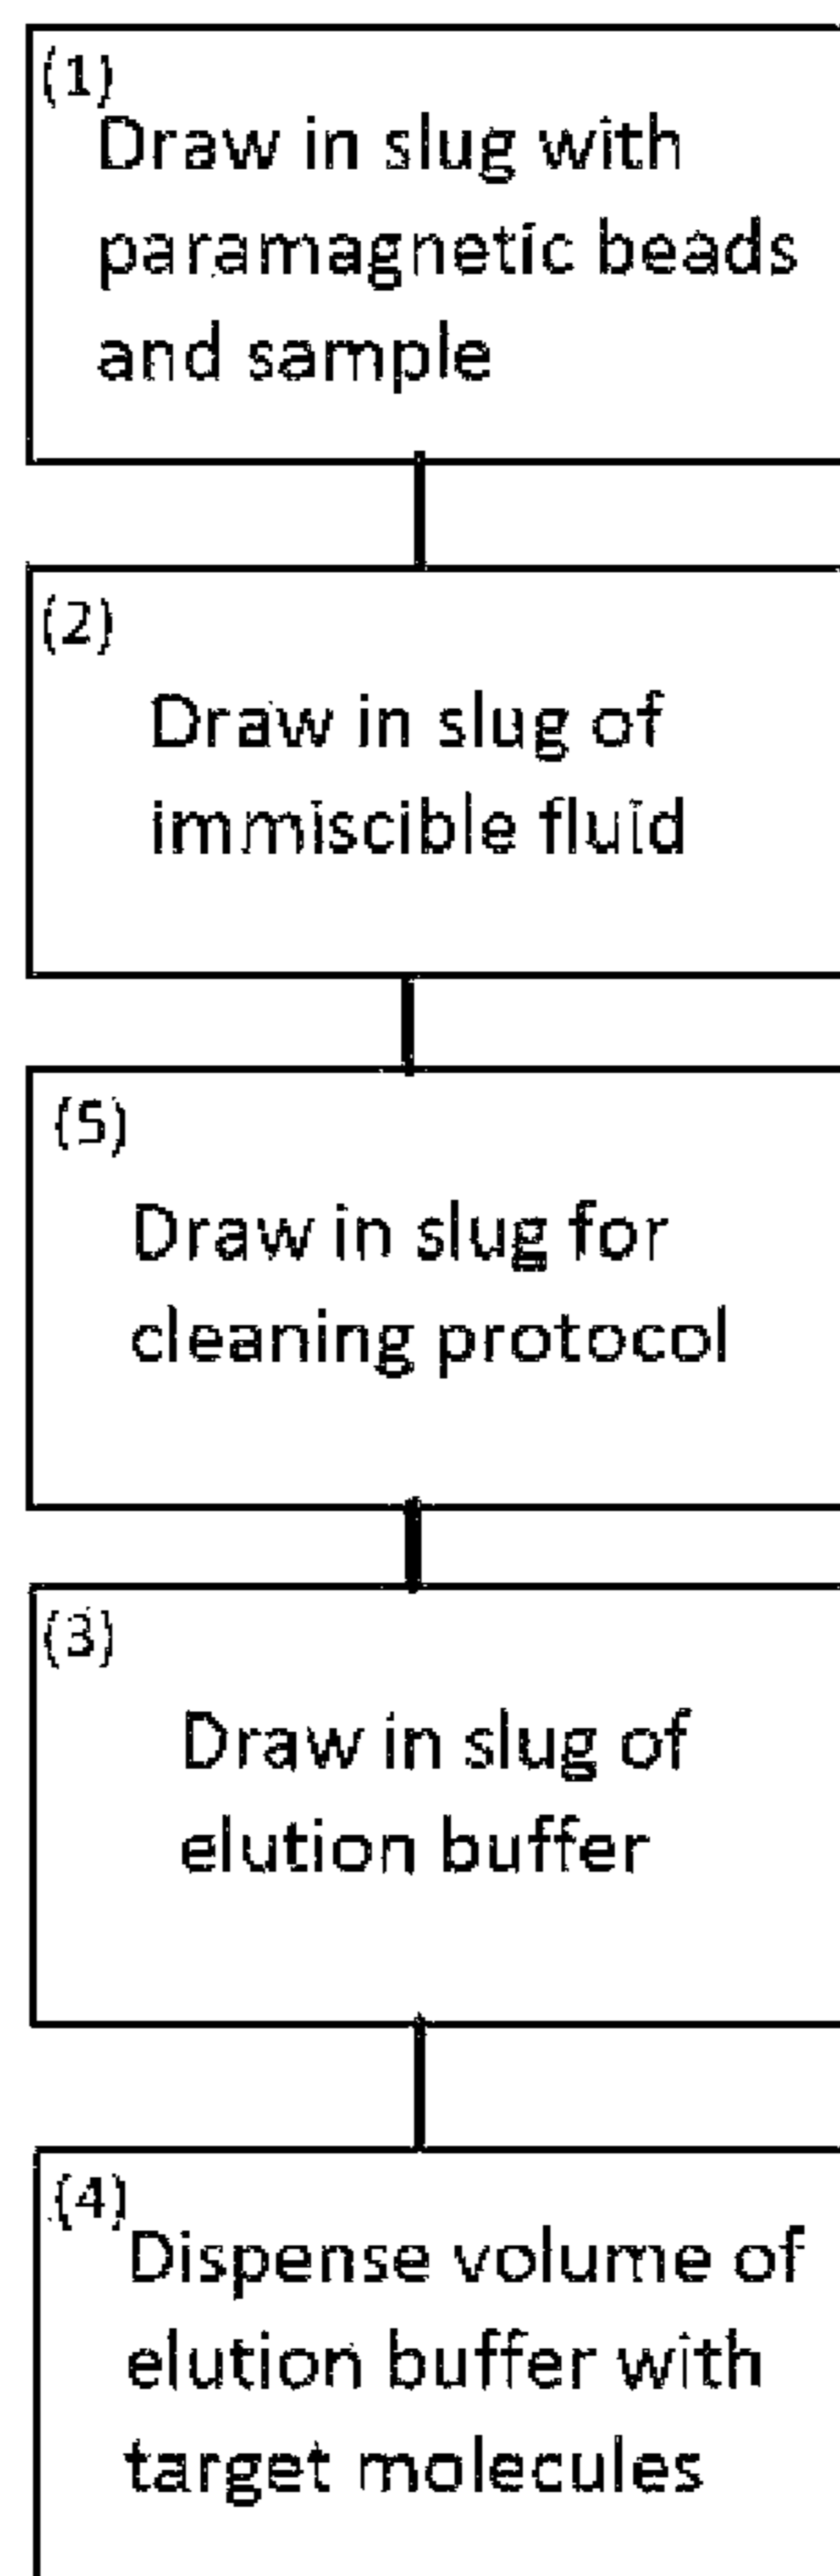 (1)
Draw in slug with
paramagnetic beads
and sample
(2)
Draw in slug of
immiscible fluid
(5)
Draw in slug for
cleaning protocol
(3)
Draw in slug of
elution buffer
(4)
Dispense volume of
elution buffer with
target molecules